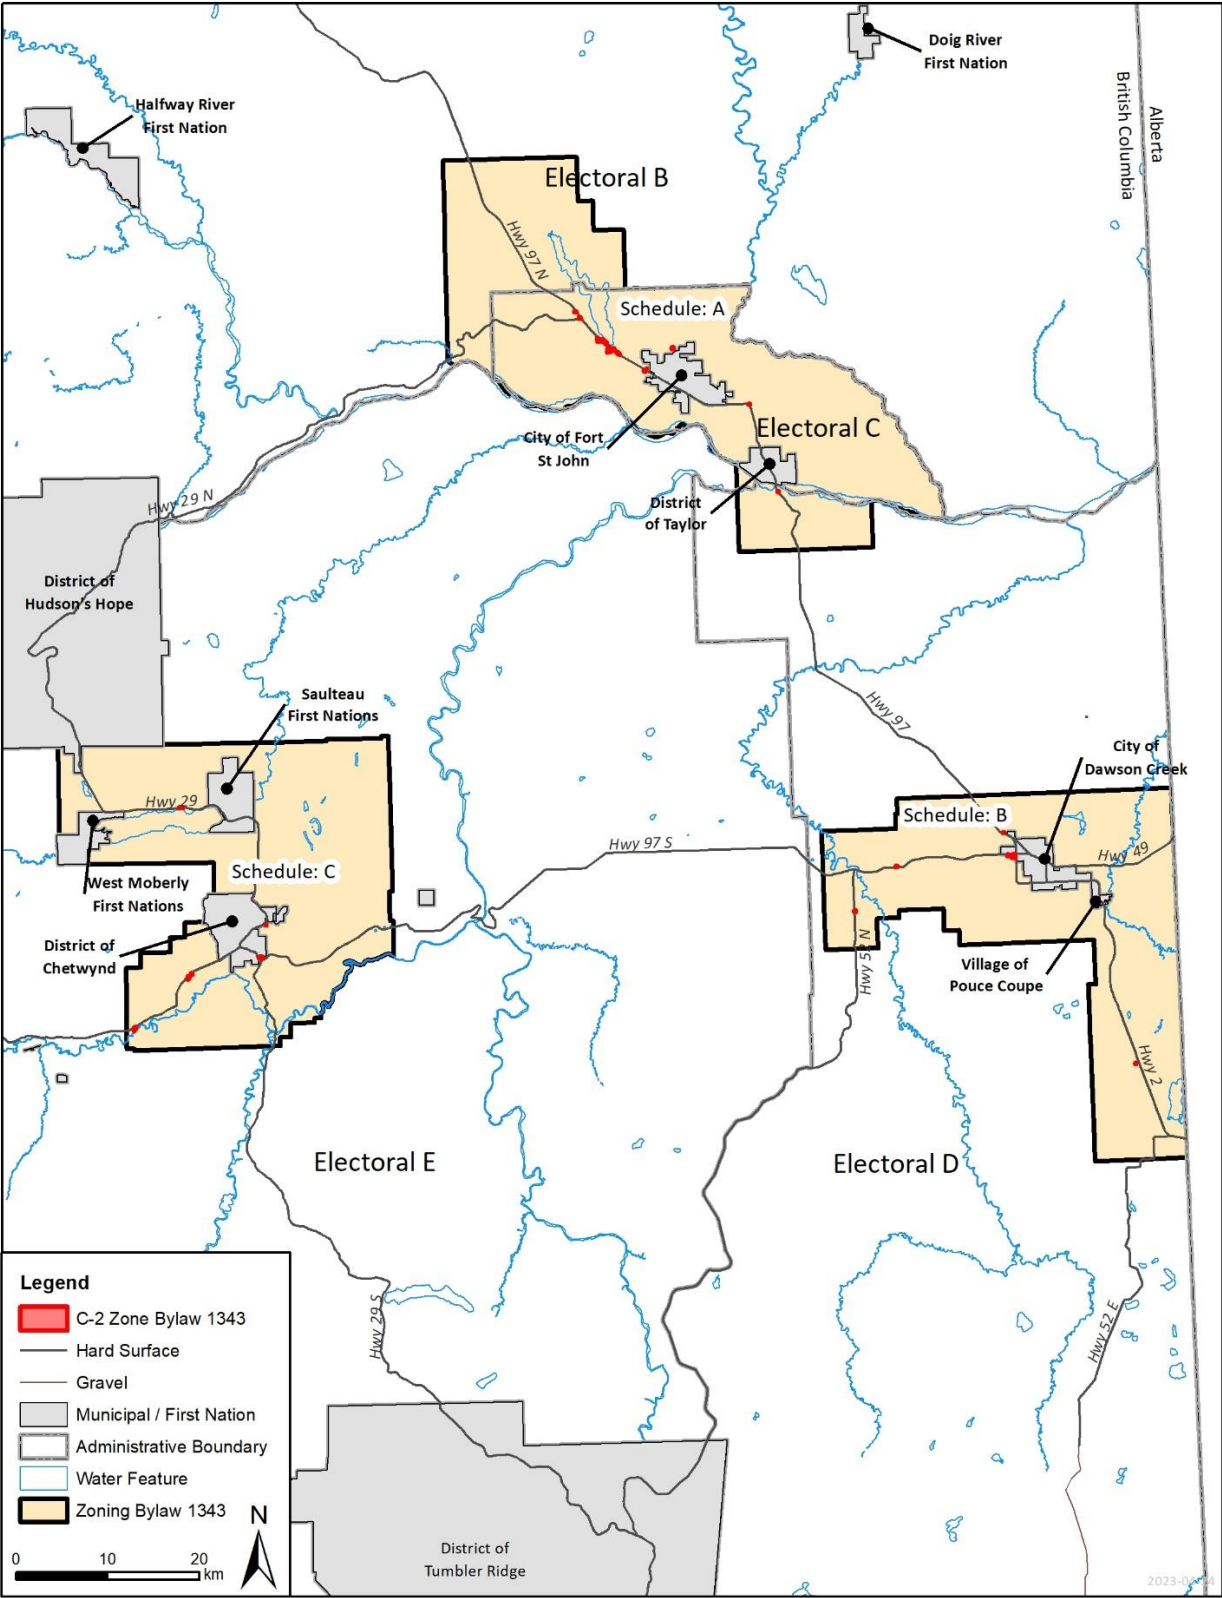 Doig River
First Nation
Halfway River
First Nation
British Columbia
Alberta
Electoral B
Hwy 97 N
Schedule: A
Electoral C
City of Fort
St John
District
of Taylor
Hwy 29 N
District of
Hudson's Hope
Saulteau
First Nations
Hwy 97
City of
Dawson Creek
Hwy 29
Schedule: B
Hwy 97 S
Hwy 49
Schedule: C
West Moberly
First Nations
District of
Chetwynd
Hwy 52 N
Village of
Pouce Coupe
Hwy 2
Electoral E
Electoral D
Hwy 29 S
Hwy 52 E
Legend
C-2 Zone Bylaw 1343
Hard Surface
Gravel
Municipal / First Nation
Administrative Boundary
Water Feature
Zoning Bylaw 1343
N
0 10 20
km
District of
Tumbler Ridge